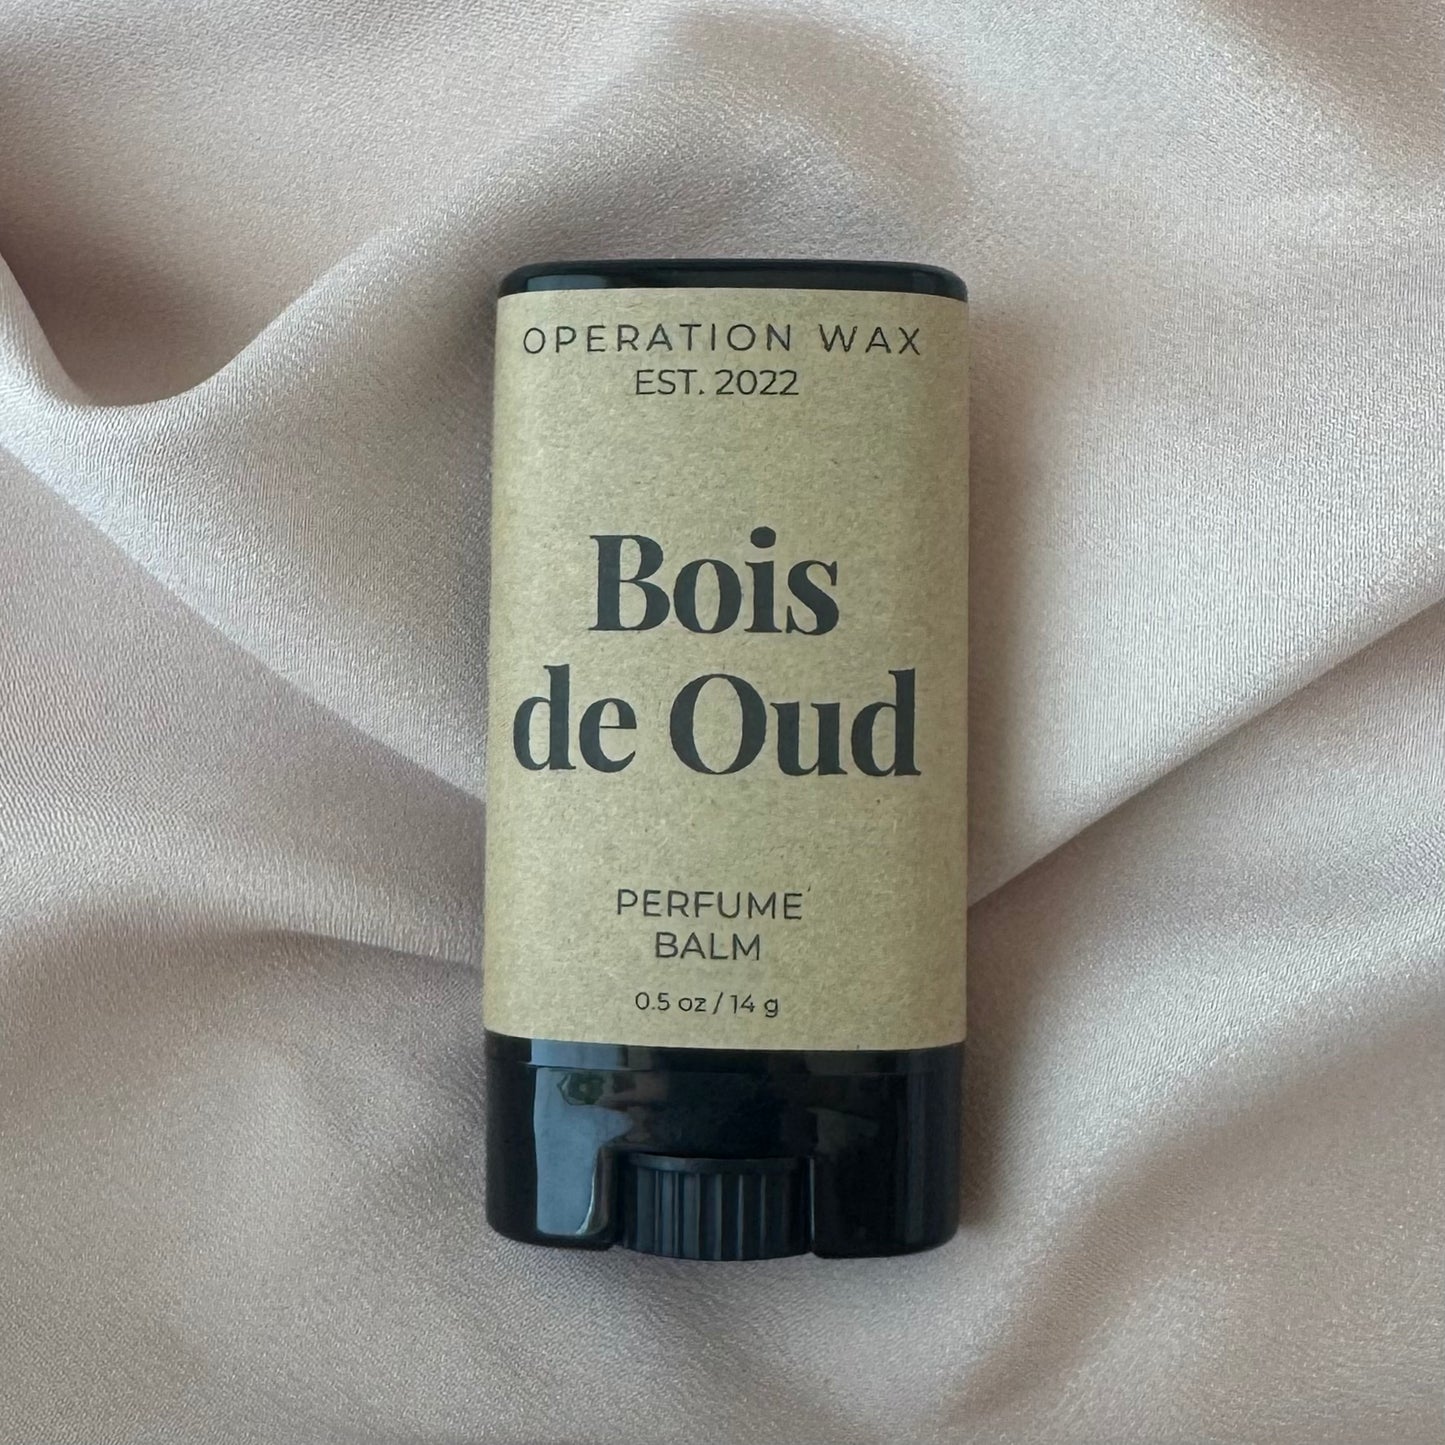 OPERATION WAX
EST. 2022
Bois
de Oud
PERFUME
BALM
0.5 oz / 14 g